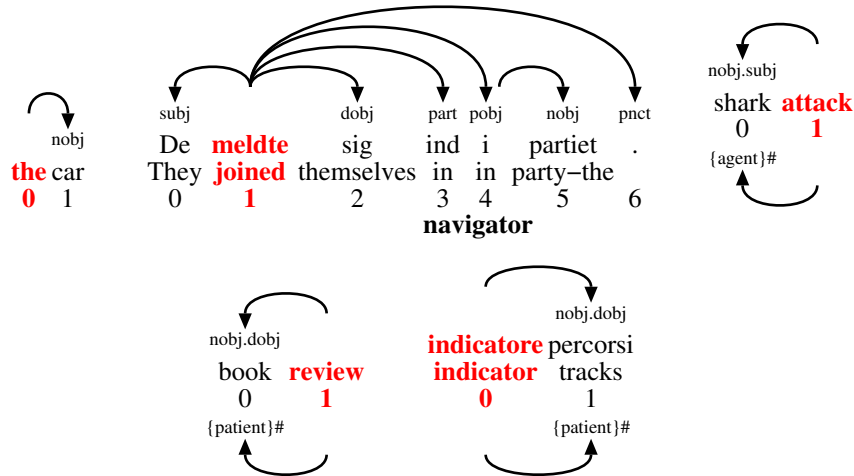 nobj
the car
0 1
subj dobj part pobj nobj pnct
De meldte sig ind i partiet .
They joined themselves in in party–the
0 1 2 3 4 5 6
navigator
nobj.subj
shark attack
0 1
{agent}#
nobj.dobj
book review
0 1
{patient}#
nobj.dobj
indicatore percorsi
indicator tracks
0 1
{patient}#